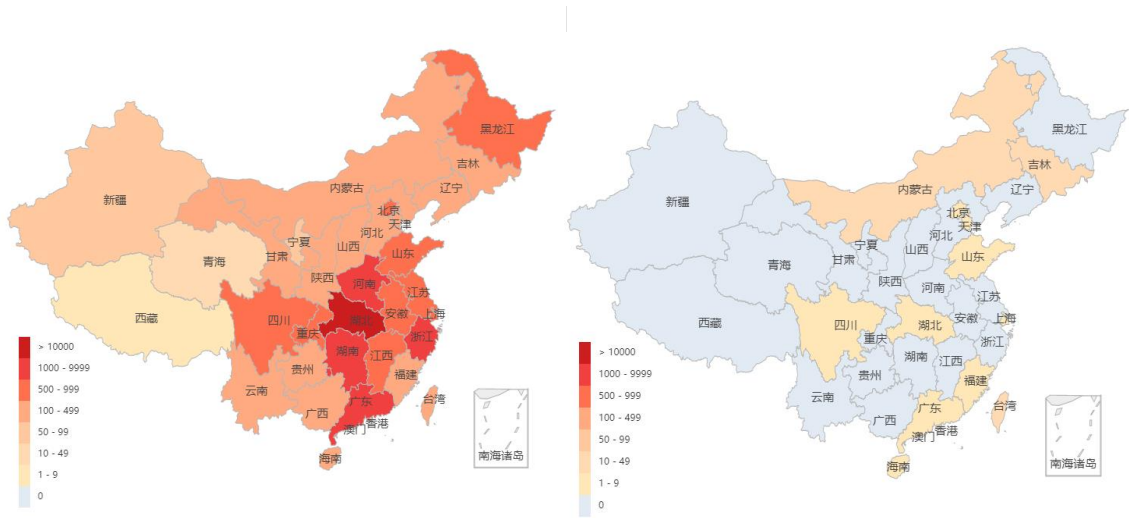 黑龙江
吉林
辽宁
内蒙古
新疆
北京
天津
河北
宁夏
山西
山东
甘肃
青海
陕西
河南
江苏
西藏
四川
湖北
安徽
上海
重庆
浙江
湖南
江西
贵州
云南
福建
广西
广东
台湾
澳门
香港
海南
南海诸岛
> 10000
1000 - 9999
500 - 999
100 - 499
50 - 99
10 - 49
1 - 9
0
黑龙江
吉林
辽宁
内蒙古
新疆
北京
天津
河北
宁夏
山西
山东
甘肃
青海
陕西
河南
江苏
西藏
四川
湖北
安徽
上海
重庆
浙江
湖南
江西
贵州
云南
福建
广西
广东
台湾
澳门
香港
海南
南海诸岛
> 10000
1000 - 9999
500 - 999
100 - 499
50 - 99
10 - 49
1 - 9
0